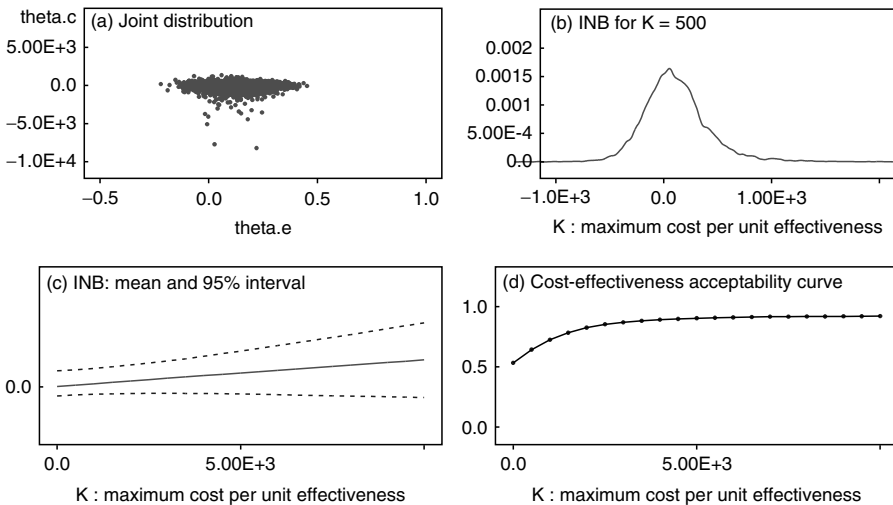 theta.c
(a) Joint distribution
5.00E+3
0.0
−5.0E+3
−1.0E+4
−0.5
0.0
0.5
1.0
theta.e
(b) INB for K = 500
0.002
0.0015
0.001
5.00E-4
0.0
−1.0E+3
0.0
1.00E+3
K : maximum cost per unit effectiveness
(c) INB: mean and 95% interval
0.0
0.0
5.00E+3
K : maximum cost per unit effectiveness
(d) Cost-effectiveness acceptability curve
1.0
0.5
0.0
0.0
5.00E+3
K : maximum cost per unit effectiveness